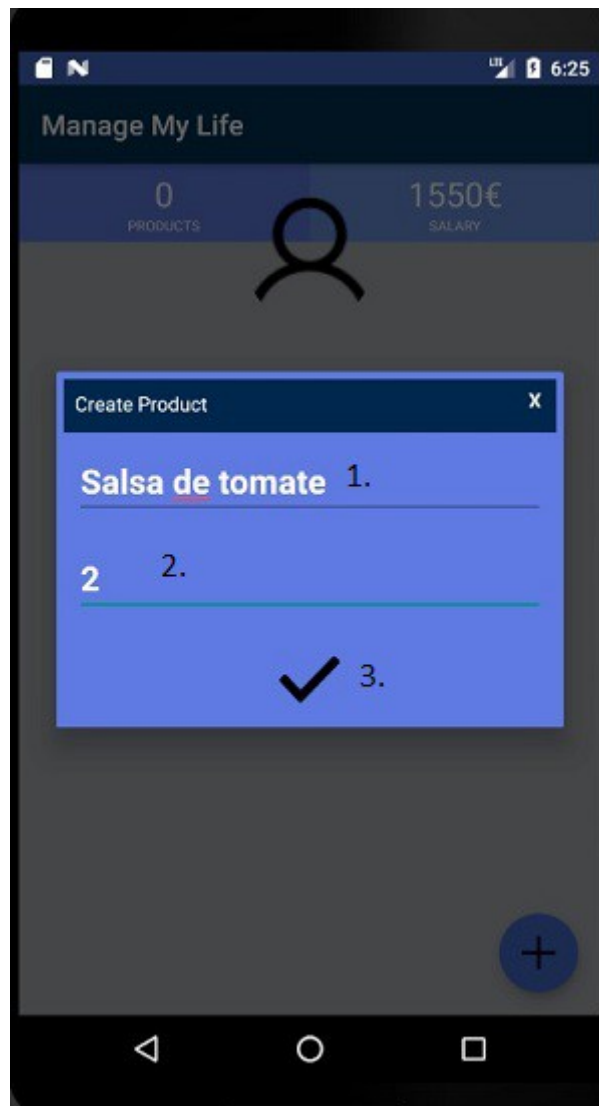 6:25
Manage My Life
0 1550€
PRODUCTS SALARY
Create Product X
Salsa de tomate 1.
2 2.
3.